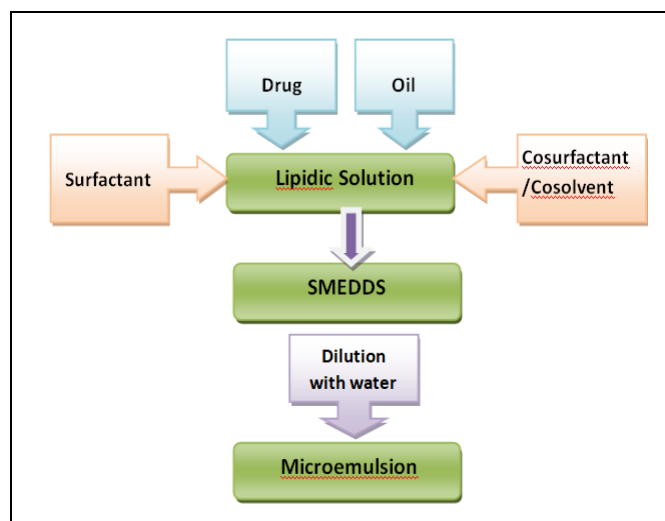 Drug
Oil
Surfactant
Lipidic Solution
Cosurfactant
/Cosolvent
SMEDDS
Dilution
with water
Microemulsion